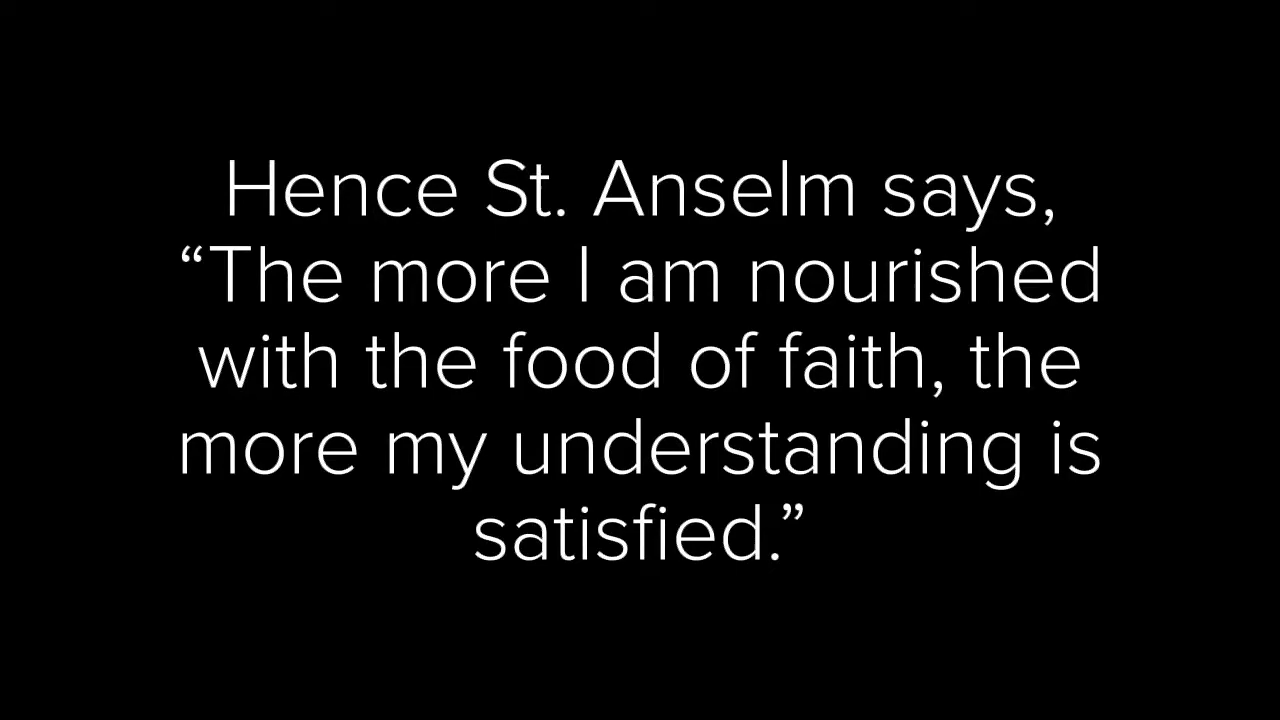 Hence St. Anselm says,
“The more I am nourished
with the food of faith, the
more my understanding is
satisfied.”